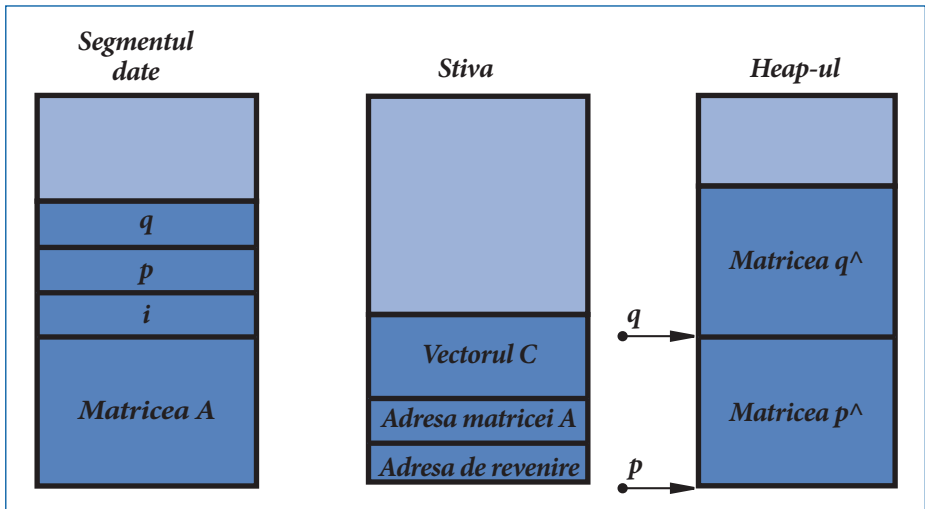 Segmentul
date
q
p
i
Matricea A
Stiva
Vectorul C
Adresa matricei A
Adresa de revenire
Heap-ul
q
Matricea q^
Matricea p^
p